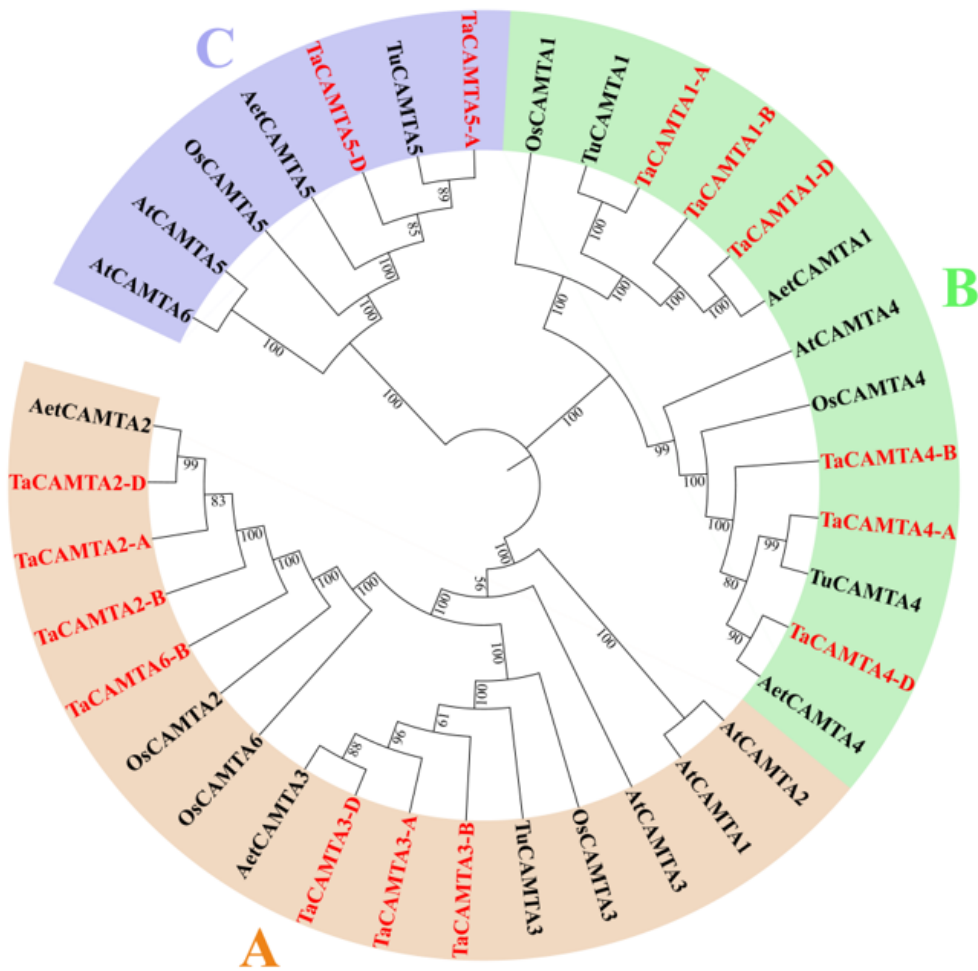 C
AtCAMTA6
AtCAMTA5
OsCAMTA5
AetCAMTA5
TaCAMTA5-D
TuCAMTA5
TaCAMTA5-A
OsCAMTA1
TuCAMTA1
TaCAMTA1-A
TaCAMTA1-B
TaCAMTA1-D
AetCAMTA1
B
AtCAMTA4
OsCAMTA4
TaCAMTA4-B
TaCAMTA4-A
TuCAMTA4
TaCAMTA4-D
AetCAMTA4
AtCAMTA2
AtCAMTA1
AtCAMTA3
OsCAMTA3
TuCAMTA3
TaCAMTA3-B
TaCAMTA3-A
TaCAMTA3-D
AetCAMTA3
A
OsCAMTA6
OsCAMTA2
TaCAMTA6-B
TaCAMTA2-B
TaCAMTA2-A
TaCAMTA2-D
AetCAMTA2
89
85
100
100
100
100
100
100
100
100
100
100
99
100
100
99
80
90
100
100
56
100
100
100
61
96
88
100
100
100
100
83
99